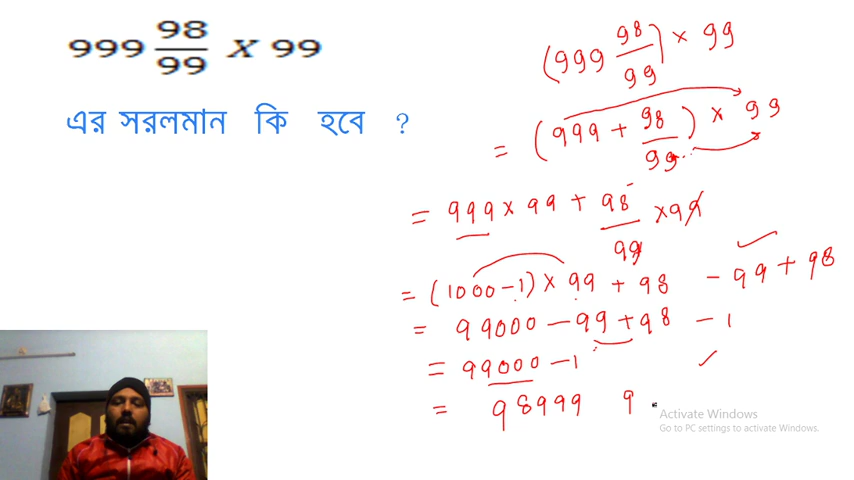 999 98/99 X 99
এর সরলমান কি হবে ?
(999 98/99) × 99
= (999 + 98/99) × 99
= 999 × 99 + 98/99 × 99
= (1000 - 1) × 99 + 98 - 99 + 98
= 99000 - 99 + 98 - 1
= 99000 - 1
= 98999 9
Activate Windows
Go to PC settings to activate Windows.